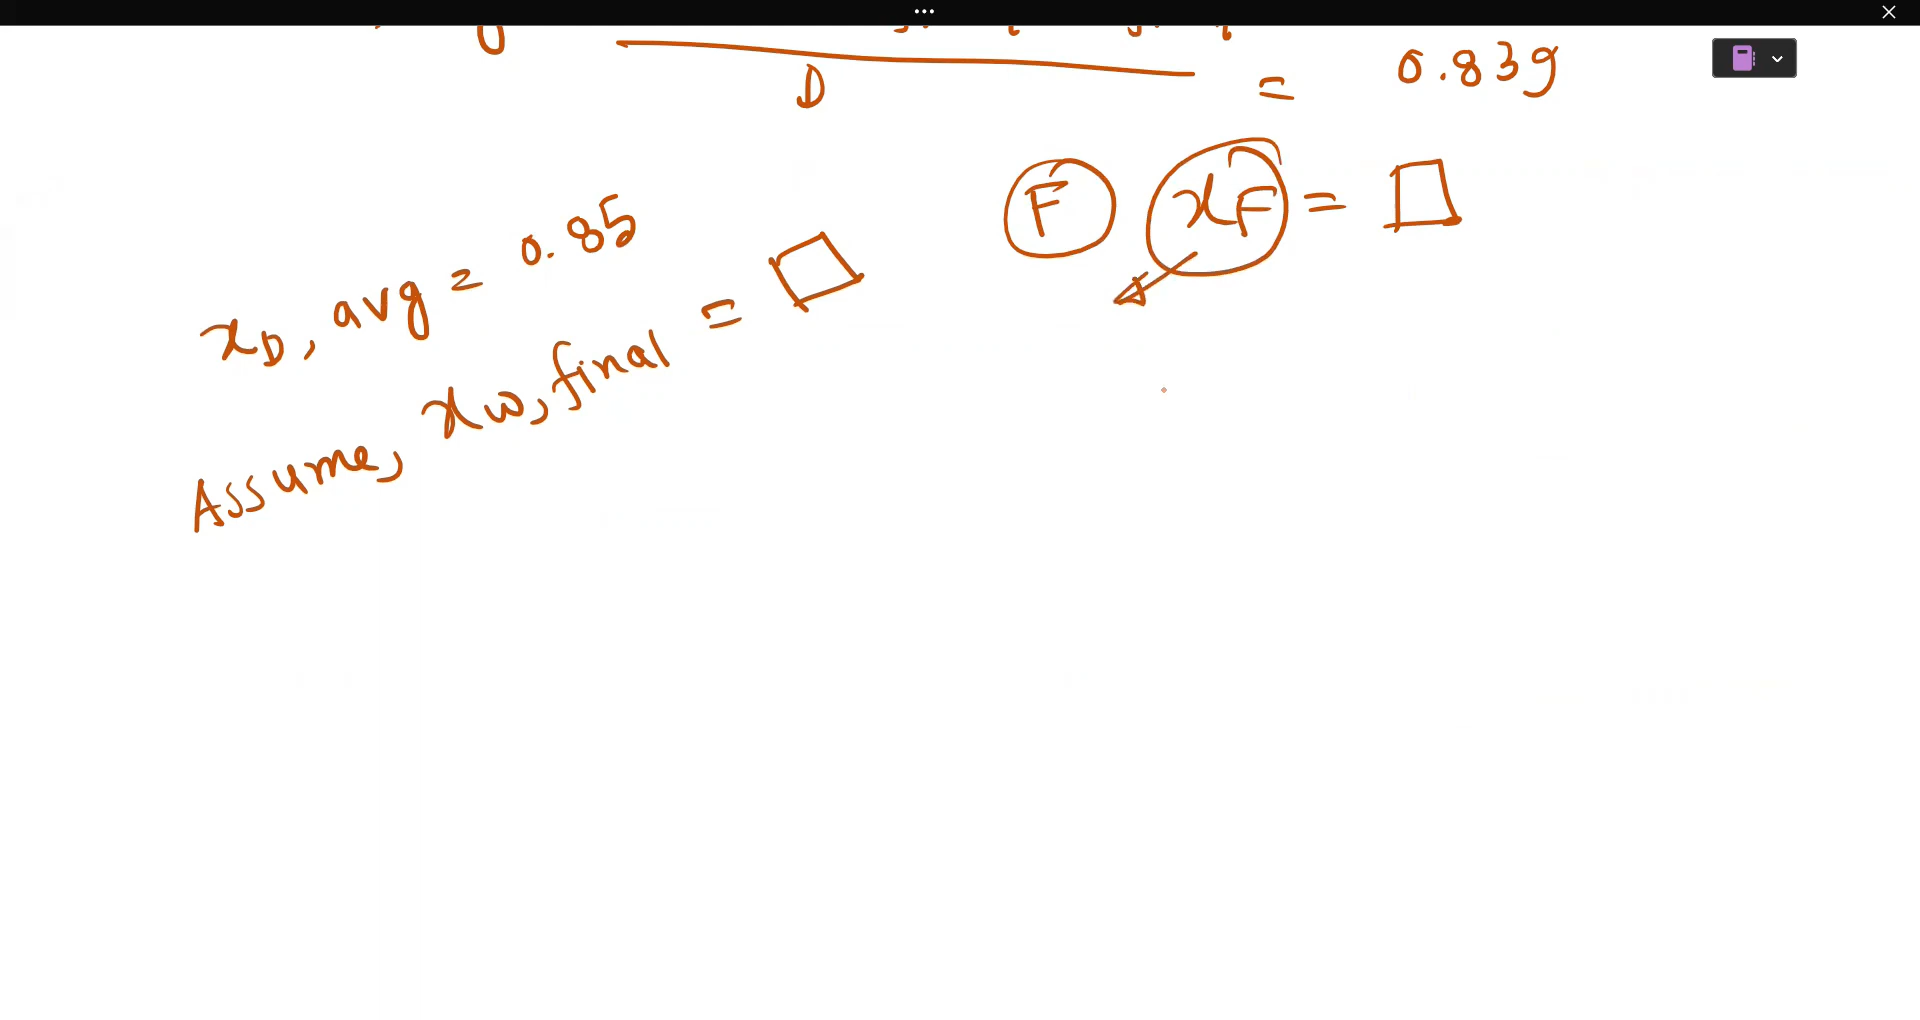 D = 0.839
F xF = □
xD, avg = 0.85
Assume, xw, final = □